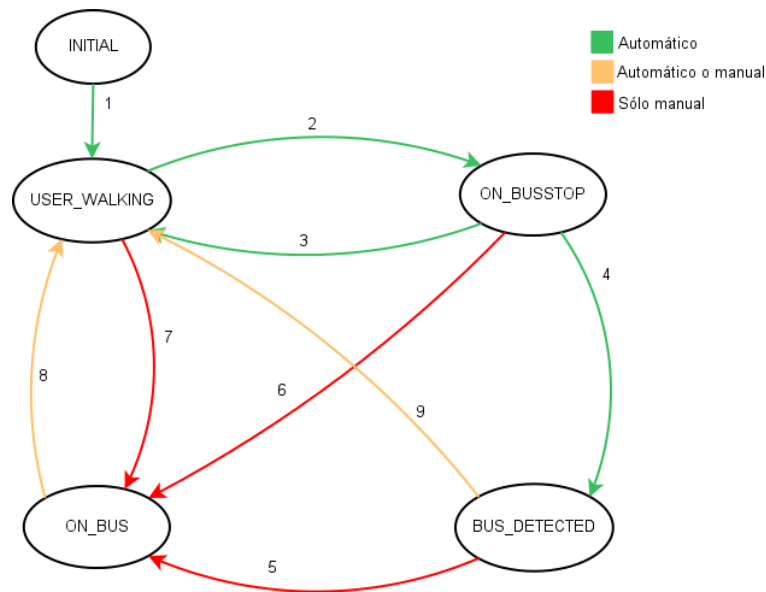 INITIAL
Automático
Automático o manual
Sólo manual
1
2
USER_WALKING
ON_BUSSTOP
3
4
7
8
6
9
ON_BUS
BUS_DETECTED
5